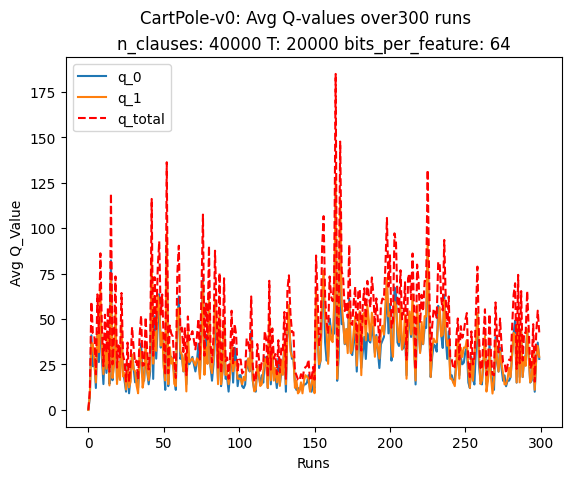 CartPole-v0: Avg Q-values over300 runs
n_clauses: 40000 T: 20000 bits_per_feature: 64
q_0
q_1
q_total
Avg Q_Value
175
150
125
100
75
50
25
0
0 50 100 150 200 250 300
Runs